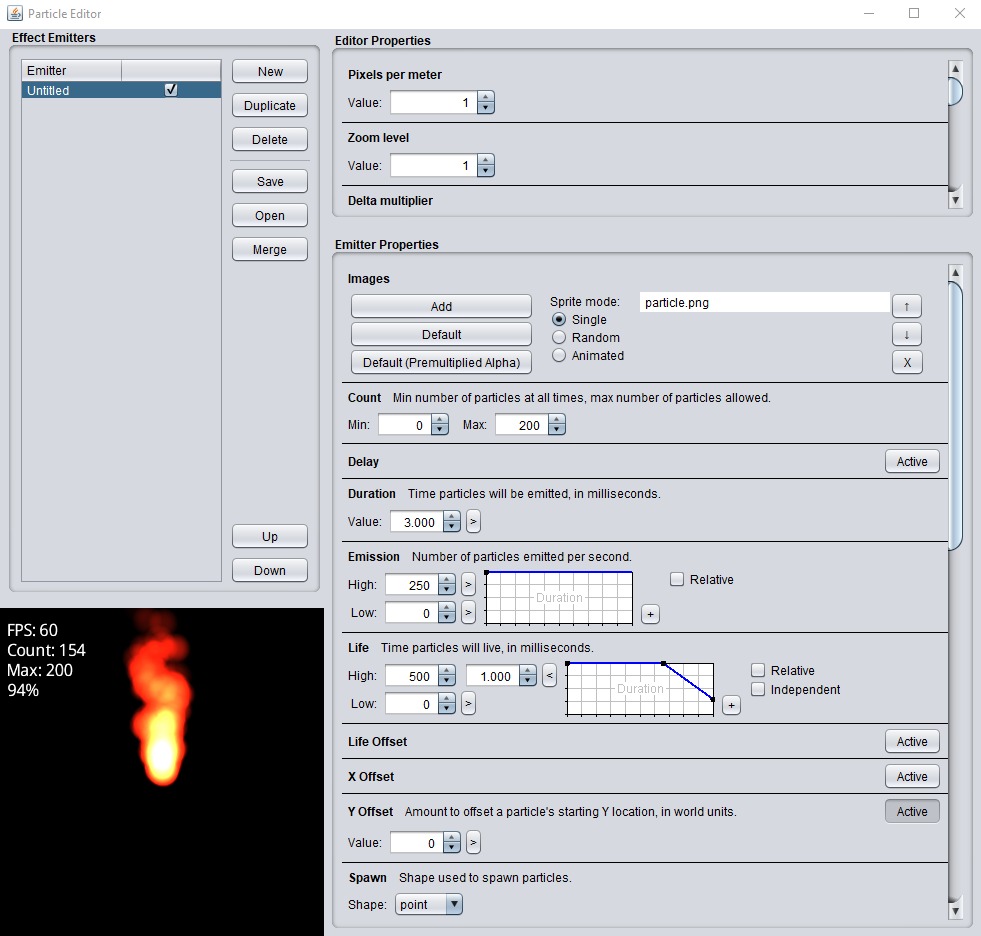 Particle Editor
Effect Emitters
Emitter
Untitled
New
Duplicate
Delete
Save
Open
Merge
Up
Down
FPS: 60
Count: 154
Max: 200
94%
Editor Properties
Pixels per meter
Value: 1
Zoom level
Value: 1
Delta multiplier
Emitter Properties
Images
Add
Default
Default (Premultiplied Alpha)
Sprite mode:
Single
Random
Animated
particle.png
↑
↓
X
Count Min number of particles at all times, max number of particles allowed.
Min: 0 Max: 200
Delay Active
Duration Time particles will be emitted, in milliseconds.
Value: 3.000 >
Emission Number of particles emitted per second.
High: 250 >
Low: 0 >
Duration
+
Relative
Life Time particles will live, in milliseconds.
High: 500 1.000 <
Low: 0 >
Duration
+
Relative
Independent
Life Offset Active
X Offset Active
Y Offset Amount to offset a particle's starting Y location, in world units. Active
Value: 0 >
Spawn Shape used to spawn particles.
Shape: point